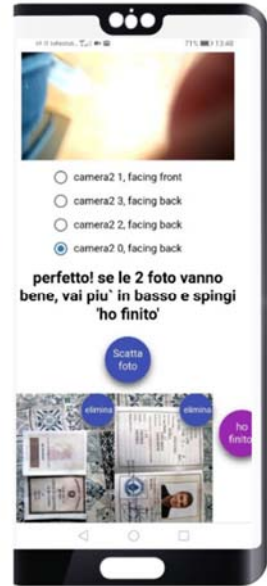 71% 13:40
camera2 1, facing front
camera2 3, facing back
camera2 2, facing back
camera2 0, facing back
perfetto! se le 2 foto vanno
bene, vai piu` in basso e spingi
'ho finito'
Scatta
foto
elimina
elimina
ho
finito